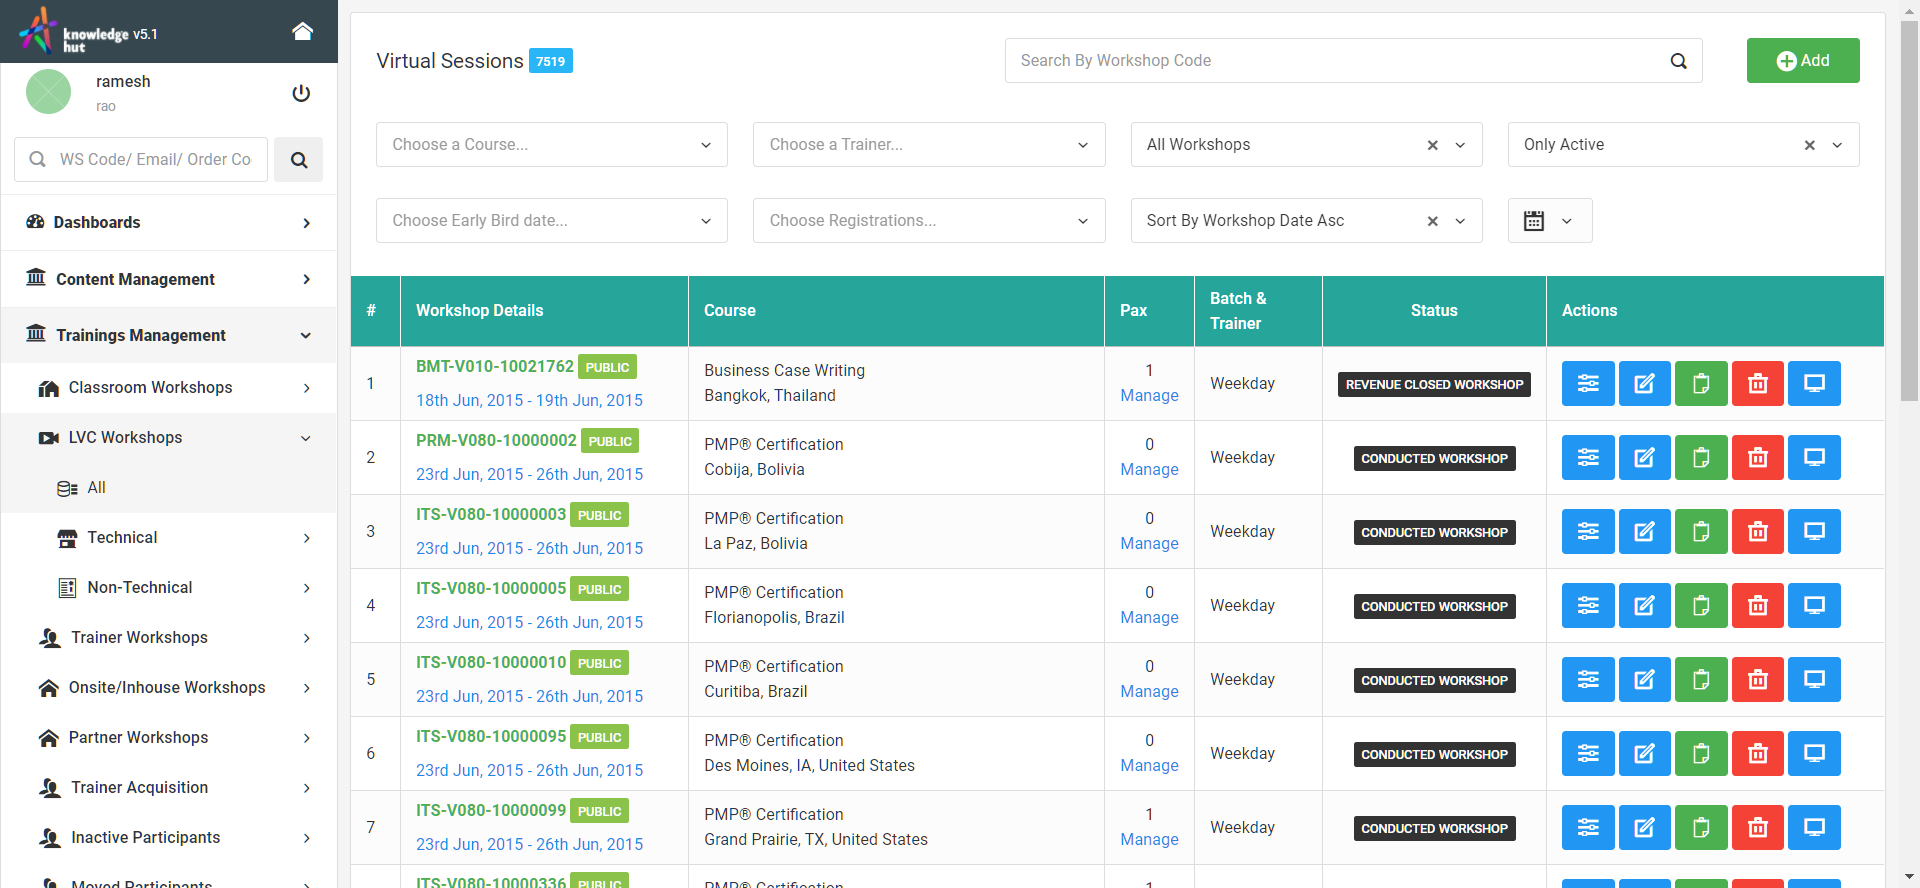 knowledge hut v5.1
ramesh
rao
WS Code/ Email/ Order Co
Dashboards
Content Management
Trainings Management
Classroom Workshops
LVC Workshops
All
Technical
Non-Technical
Trainer Workshops
Onsite/Inhouse Workshops
Partner Workshops
Trainer Acquisition
Inactive Participants
Moved Participants
Virtual Sessions 7519
Search By Workshop Code
Add
Choose a Course...
Choose a Trainer...
All Workshops
Only Active
Choose Early Bird date...
Choose Registrations...
Sort By Workshop Date Asc
# Workshop Details Course Pax Batch & Trainer Status Actions
1 BMT-V010-10021762 PUBLIC
18th Jun, 2015 - 19th Jun, 2015
Business Case Writing
Bangkok, Thailand
1
Manage
Weekday
REVENUE CLOSED WORKSHOP
2 PRM-V080-10000002 PUBLIC
23rd Jun, 2015 - 26th Jun, 2015
PMP® Certification
Cobija, Bolivia
0
Manage
Weekday
CONDUCTED WORKSHOP
3 ITS-V080-10000003 PUBLIC
23rd Jun, 2015 - 26th Jun, 2015
PMP® Certification
La Paz, Bolivia
0
Manage
Weekday
CONDUCTED WORKSHOP
4 ITS-V080-10000005 PUBLIC
23rd Jun, 2015 - 26th Jun, 2015
PMP® Certification
Florianopolis, Brazil
0
Manage
Weekday
CONDUCTED WORKSHOP
5 ITS-V080-10000010 PUBLIC
23rd Jun, 2015 - 26th Jun, 2015
PMP® Certification
Curitiba, Brazil
0
Manage
Weekday
CONDUCTED WORKSHOP
6 ITS-V080-10000095 PUBLIC
23rd Jun, 2015 - 26th Jun, 2015
PMP® Certification
Des Moines, IA, United States
0
Manage
Weekday
CONDUCTED WORKSHOP
7 ITS-V080-10000099 PUBLIC
23rd Jun, 2015 - 26th Jun, 2015
PMP® Certification
Grand Prairie, TX, United States
1
Manage
Weekday
CONDUCTED WORKSHOP
ITS-V080-10000336 PUBLIC
PMP® Certification
1